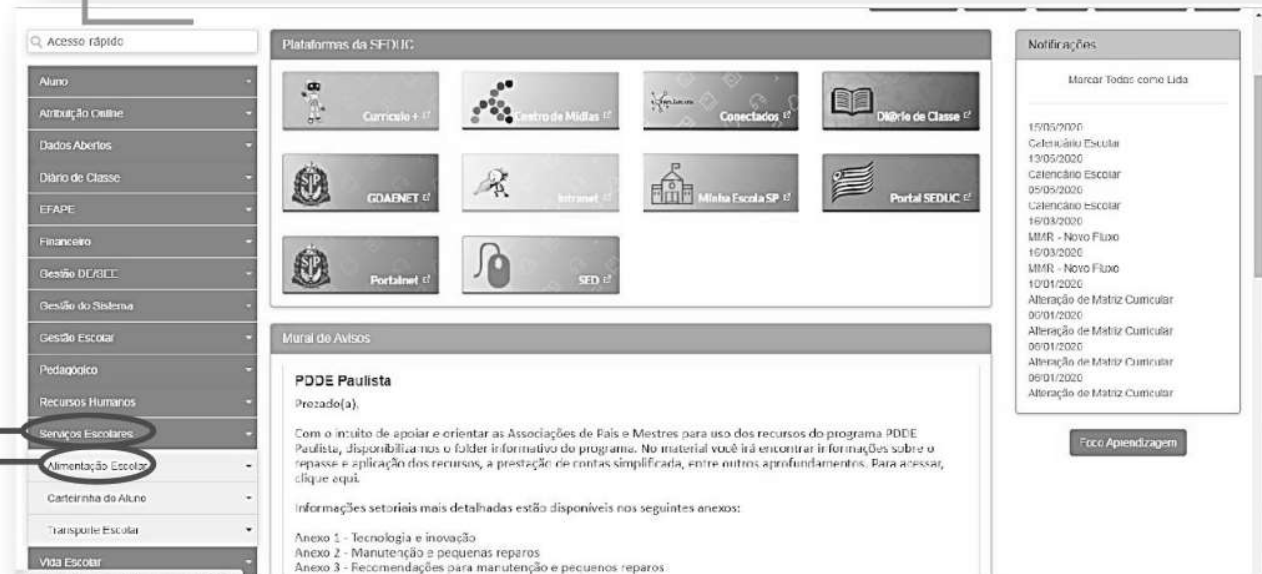 Acesso rápido
Aluno
Atribuição Online
Dados Abertos
Diário de Classe
EFAPE
Financeiro
Gestão DE/SEE
Gestão do Sistema
Gestão Escolar
Pedagógico
Recursos Humanos
Serviços Escolares
Alimentação Escolar
Carteirinha do Aluno
Transporte Escolar
Vida Escolar
Plataformas da SEDUC
Currículo +
Centro de Mídias
Conectados
Di@rio de Classe
SP
GDAENET
Intranet
Minha Escola SP
Portal SEDUC
SP
Portalnet
SED
Mural de Avisos
PDDE Paulista
Prezado(a),
Com o intuito de apoiar e orientar as Associações de Pais e Mestres para uso dos recursos do programa PDDE
Paulista, disponibilizamos o folder informativo do programa. No material você irá encontrar informações sobre o
repasse e aplicação dos recursos, a prestação de contas simplificada, entre outros aprofundamentos. Para acessar,
clique aqui.
Informações setoriais mais detalhadas estão disponíveis nos seguintes anexos:
Anexo 1 - Tecnologia e inovação
Anexo 2 - Manutenção e pequenas reparos
Anexo 3 - Recomendações para manutenção e pequenos reparos
Notificações
Marcar Todas como Lida
15/05/2020
Calendário Escolar
13/05/2020
Calendário Escolar
05/05/2020
Calendário Escolar
16/03/2020
MMR - Novo Fluxo
16/03/2020
MMR - Novo Fluxo
10/01/2020
Alteração de Matriz Curricular
06/01/2020
Alteração de Matriz Curricular
06/01/2020
Alteração de Matriz Curricular
06/01/2020
Alteração de Matriz Curricular
Foco Aprendizagem